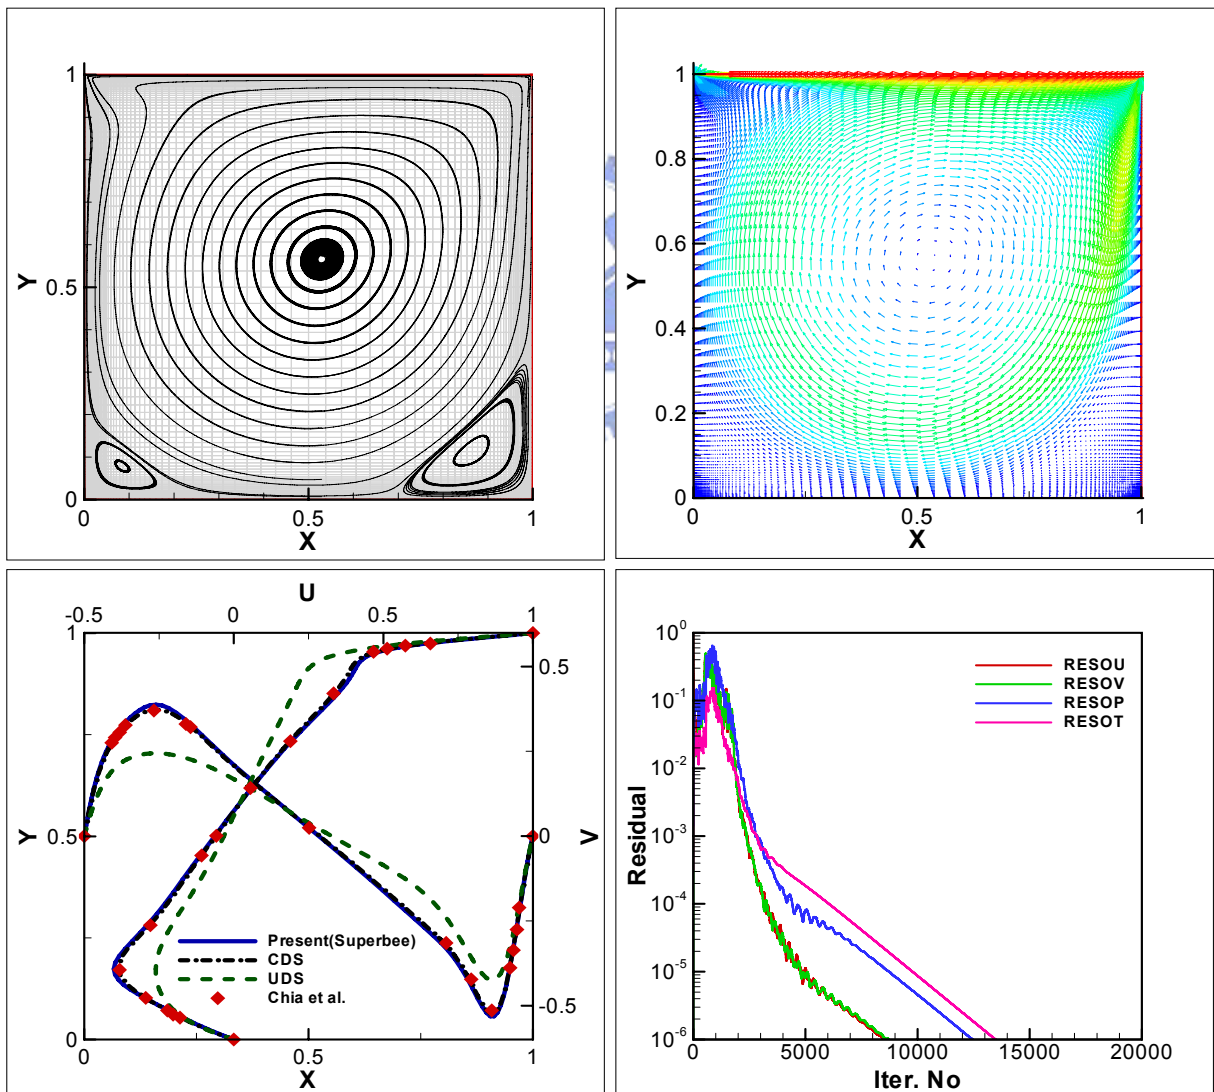 1
Y
0.5
0
0
0.5
1
X
1
0.8
Y
0.6
0.4
0.2
0
0
0.5
1
X
U
-0.5
0
0.5
1
1
Y
0.5
0
0.5
V
0
-0.5
Present(Superbee)
CDS
UDS
Chia et al.
0
0.5
1
X
10^0
10^-1
10^-2
10^-3
10^-4
10^-5
10^-6
Residual
RESOU
RESOV
RESOP
RESOT
0
5000
10000
15000
20000
Iter. No